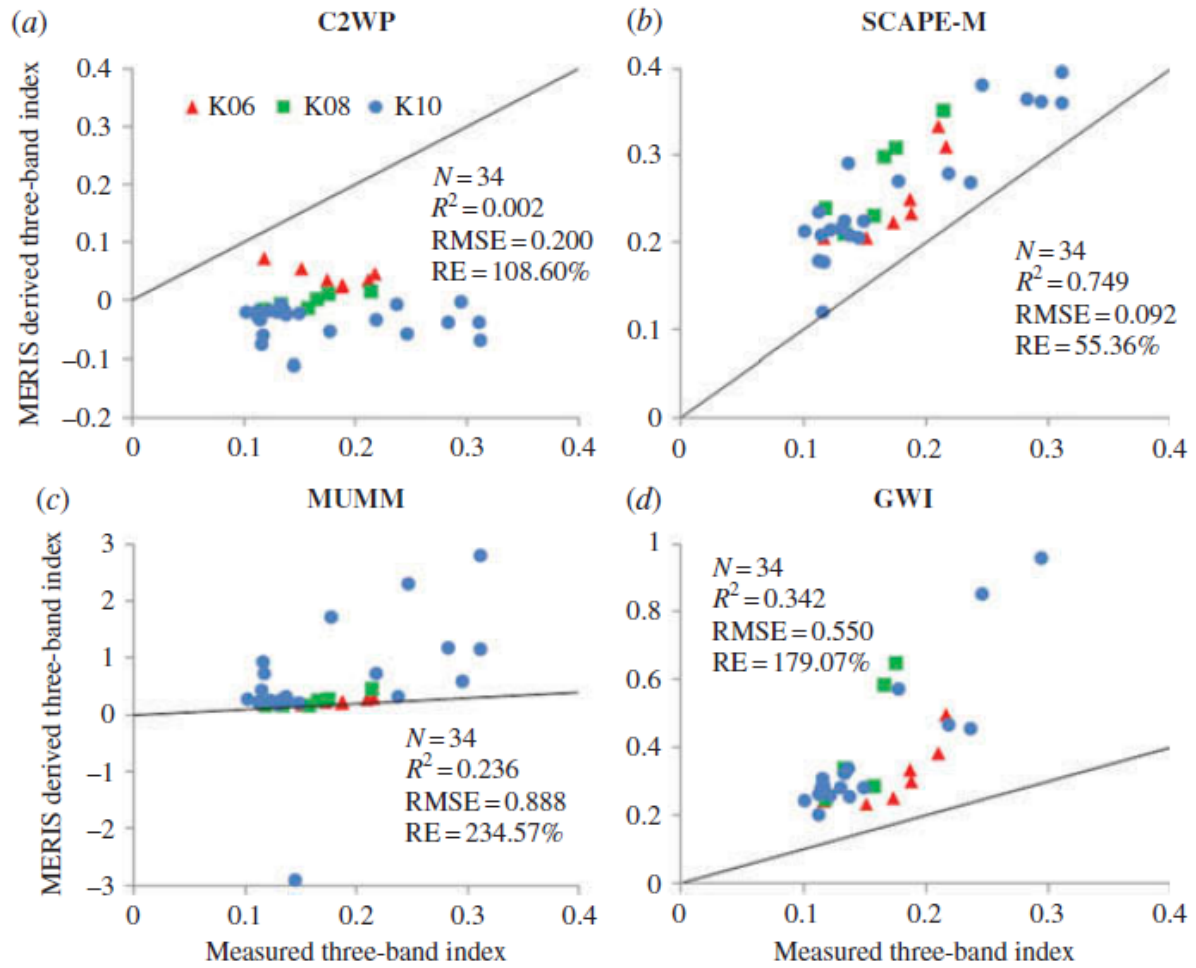 (a) C2WP
MERIS derived three-band index
0.4
0.3
0.2
0.1
0
−0.1
−0.2
K06 K08 K10
N = 34
R² = 0.002
RMSE = 0.200
RE = 108.60%
0 0.1 0.2 0.3 0.4
(b) SCAPE-M
0.4
0.3
0.2
0.1
0
N = 34
R² = 0.749
RMSE = 0.092
RE = 55.36%
0 0.1 0.2 0.3 0.4
(c) MUMM
MERIS derived three-band index
3
2
1
0
−1
−2
−3
N = 34
R² = 0.236
RMSE = 0.888
RE = 234.57%
0 0.1 0.2 0.3 0.4
Measured three-band index
(d) GWI
1
0.8
0.6
0.4
0.2
0
N = 34
R² = 0.342
RMSE = 0.550
RE = 179.07%
0 0.1 0.2 0.3 0.4
Measured three-band index